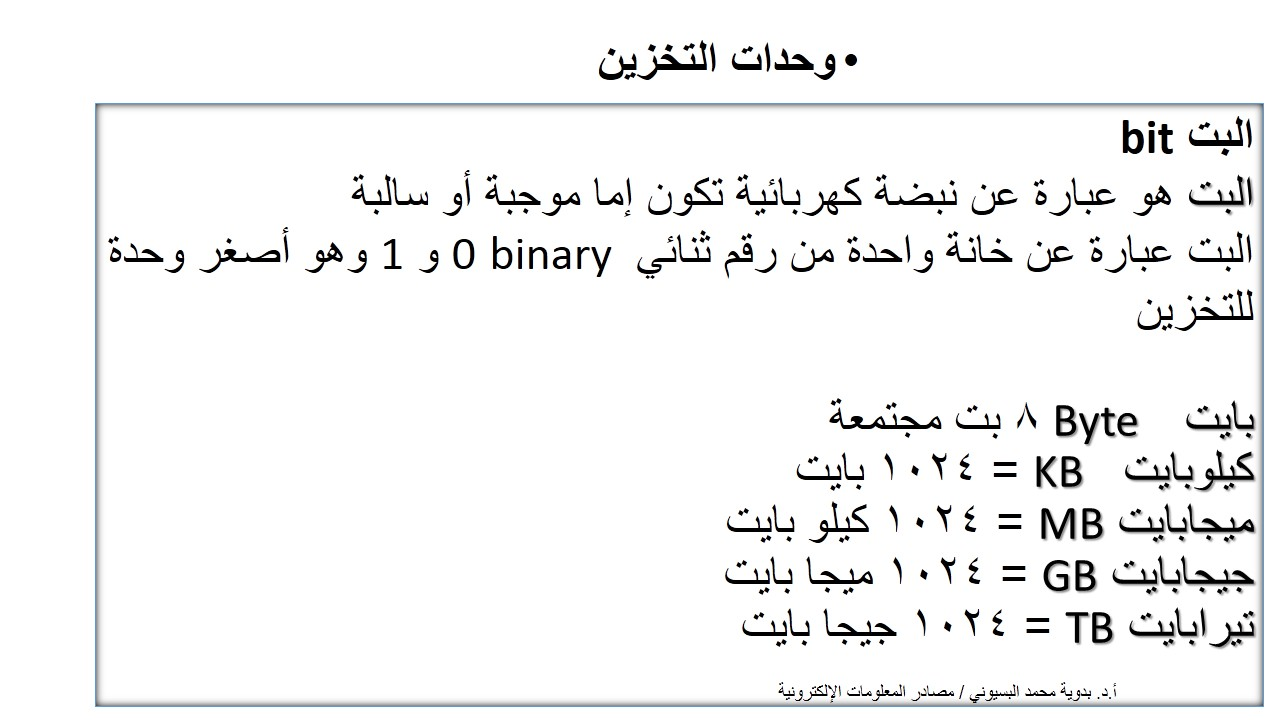 • وحدات التخزين
البت bit
البت هو عبارة عن نبضة كهربائية تكون إما موجبة أو سالبة
البت عبارة عن خانة واحدة من رقم ثنائي 0 binary و 1 وهو أصغر وحدة
للتخزين
بايت Byte ٨ بت مجتمعة
كيلوبايت KB = ١٠٢٤ بايت
ميجابايت MB = ١٠٢٤ كيلو بايت
جيجابايت GB = ١٠٢٤ ميجا بايت
تيرابايت TB = ١٠٢٤ جيجا بايت
أ.د. بدوية محمد البسيوني / مصادر المعلومات الإلكترونية